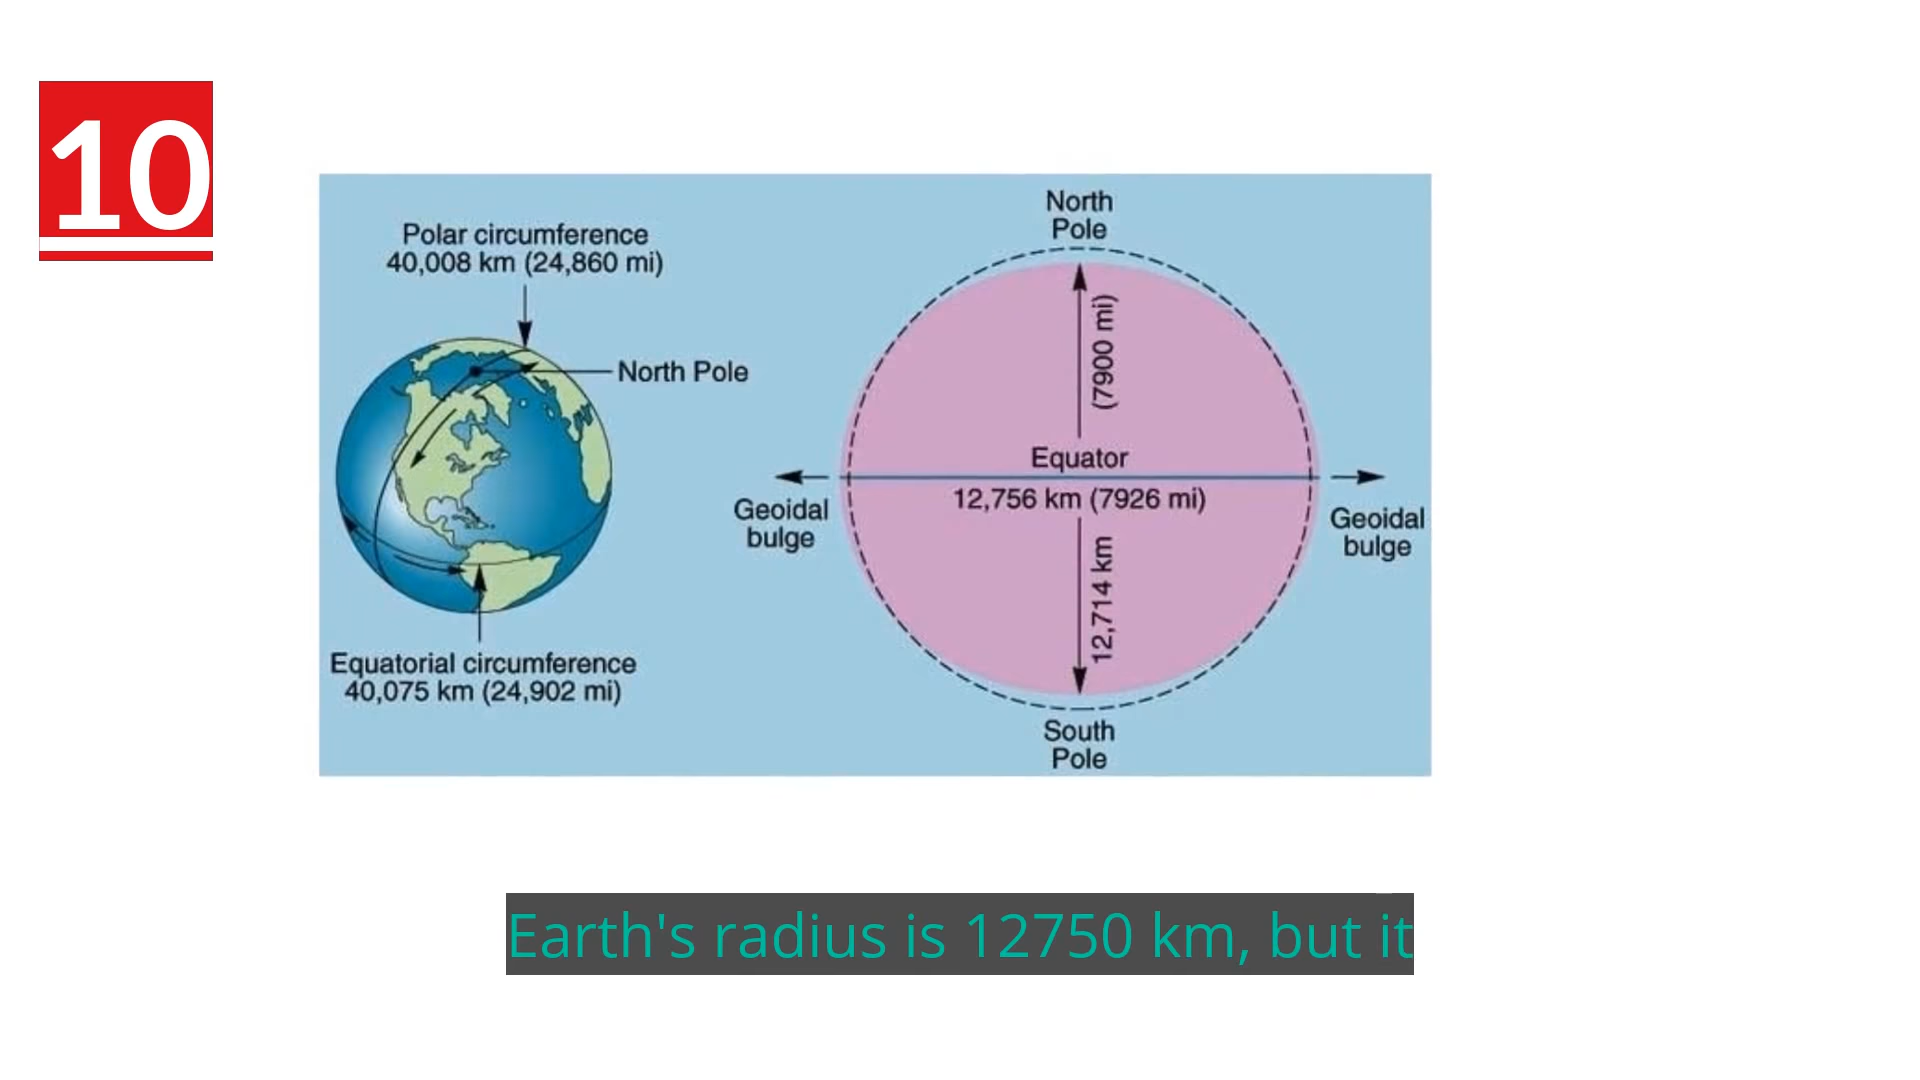 10
Polar circumference
40,008 km (24,860 mi)
North Pole
Equatorial circumference
40,075 km (24,902 mi)
North
Pole
(7900 mi)
Equator
12,756 km (7926 mi)
12,714 km
Geoidal
bulge
Geoidal
bulge
South
Pole
Earth's radius is 12750 km, but it